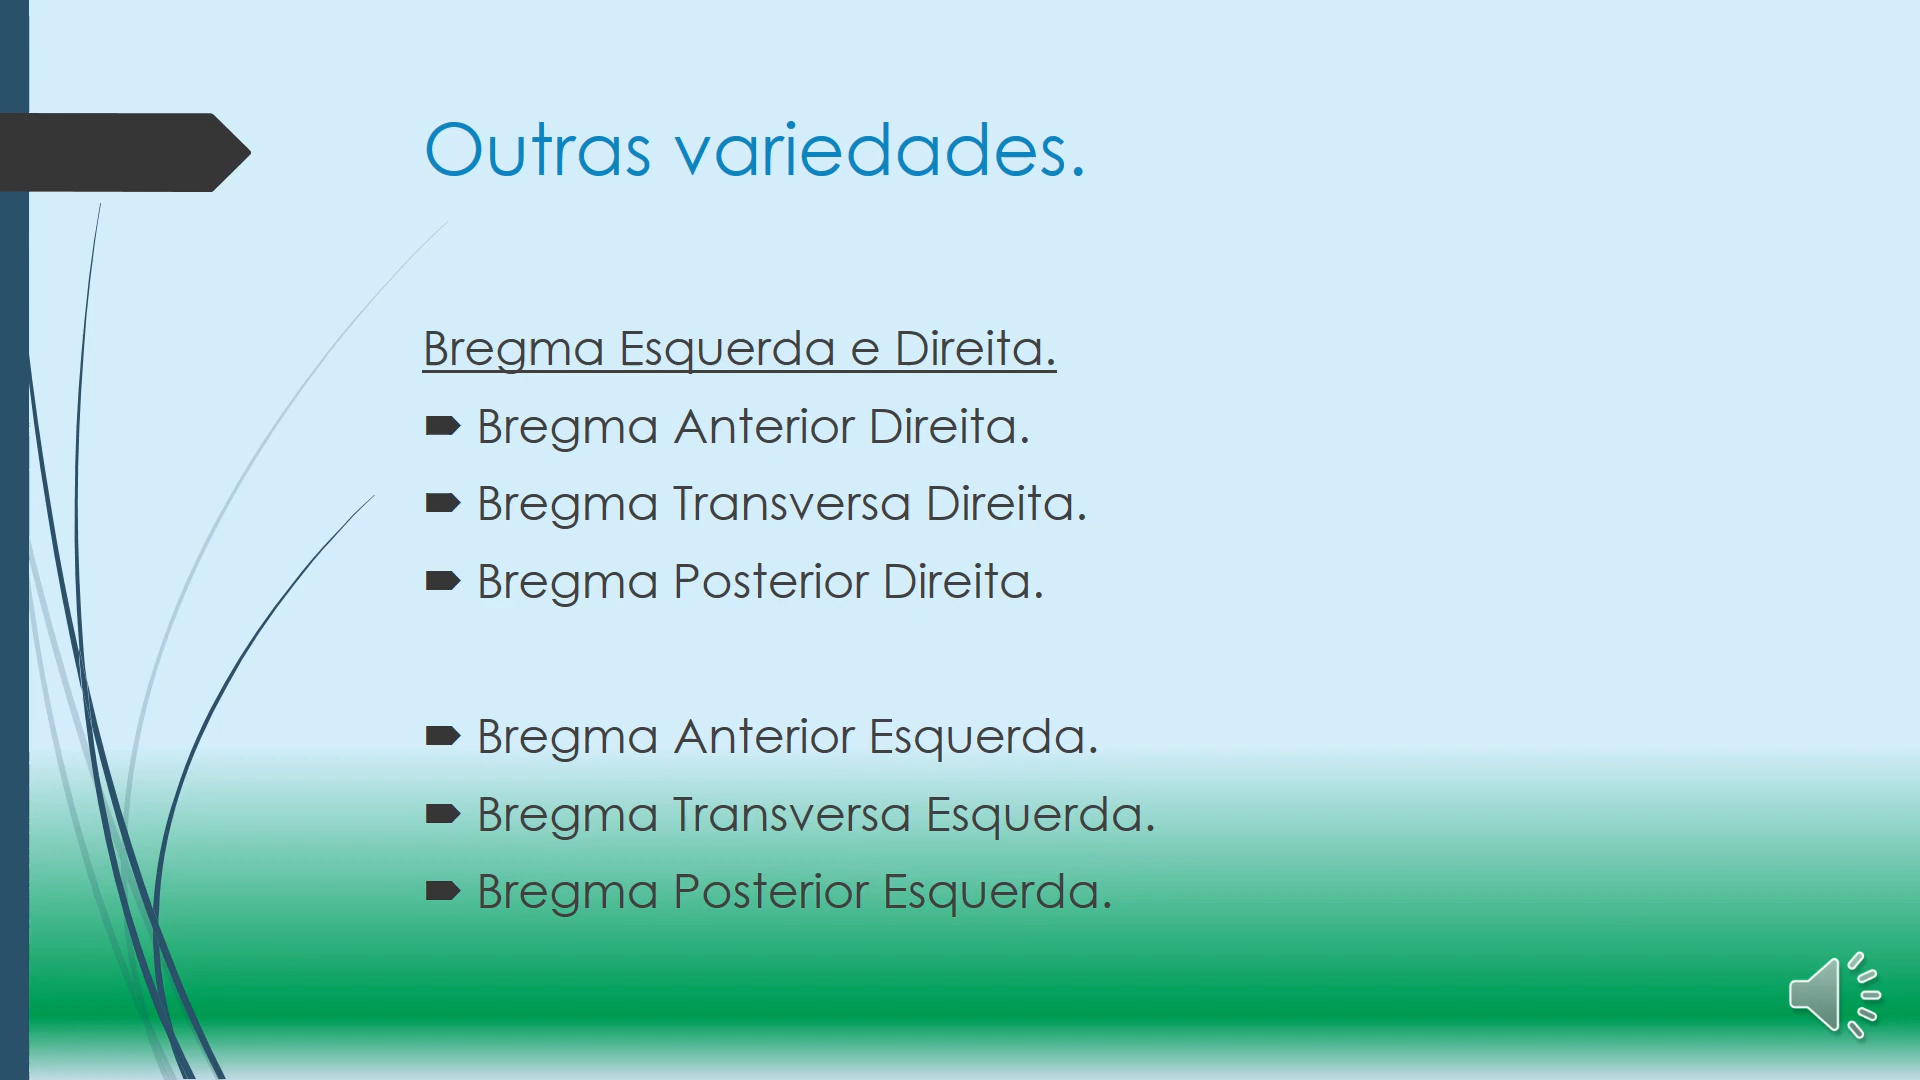 Outras variedades.
Bregma Esquerda e Direita.
Bregma Anterior Direita.
Bregma Transversa Direita.
Bregma Posterior Direita.
Bregma Anterior Esquerda.
Bregma Transversa Esquerda.
Bregma Posterior Esquerda.